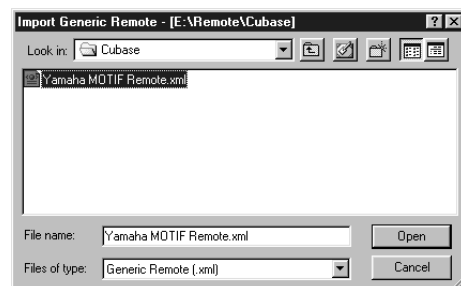 Import Generic Remote - [E:\Remote\Cubase]
Look in: Cubase
Yamaha MOTIF Remote.xml
File name: Yamaha MOTIF Remote.xml Open
Files of type: Generic Remote (.xml) Cancel